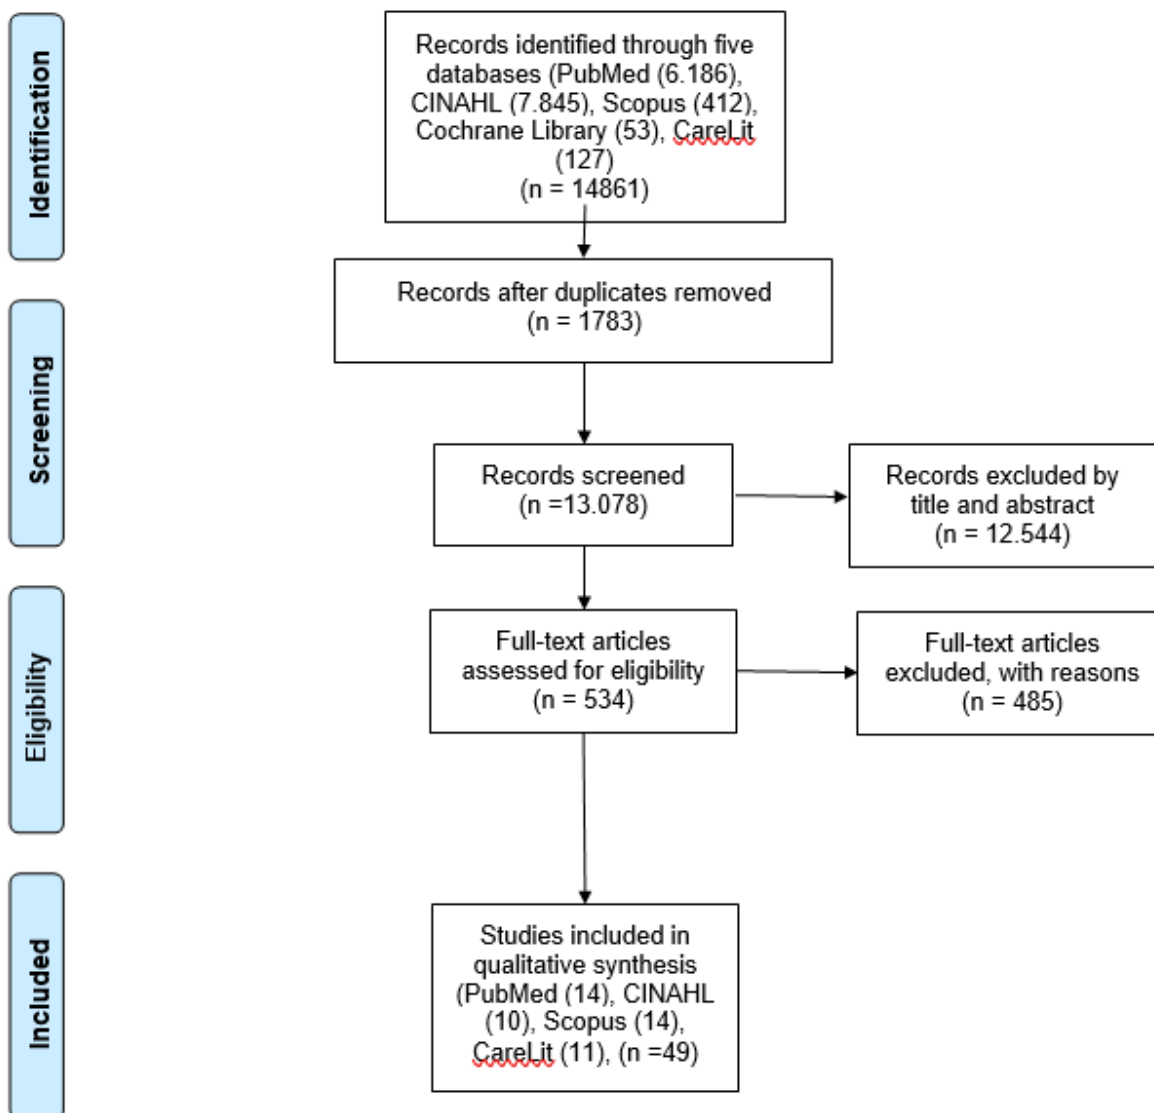 Identification
Records identified through five
databases (PubMed (6.186),
CINAHL (7.845), Scopus (412),
Cochrane Library (53), CareLit
(127)
(n = 14861)
Records after duplicates removed
(n = 1783)
Screening
Records screened
(n =13.078)
Records excluded by
title and abstract
(n = 12.544)
Eligibility
Full-text articles
assessed for eligibility
(n = 534)
Full-text articles
excluded, with reasons
(n = 485)
Included
Studies included in
qualitative synthesis
(PubMed (14), CINAHL
(10), Scopus (14),
CareLit (11), (n =49)